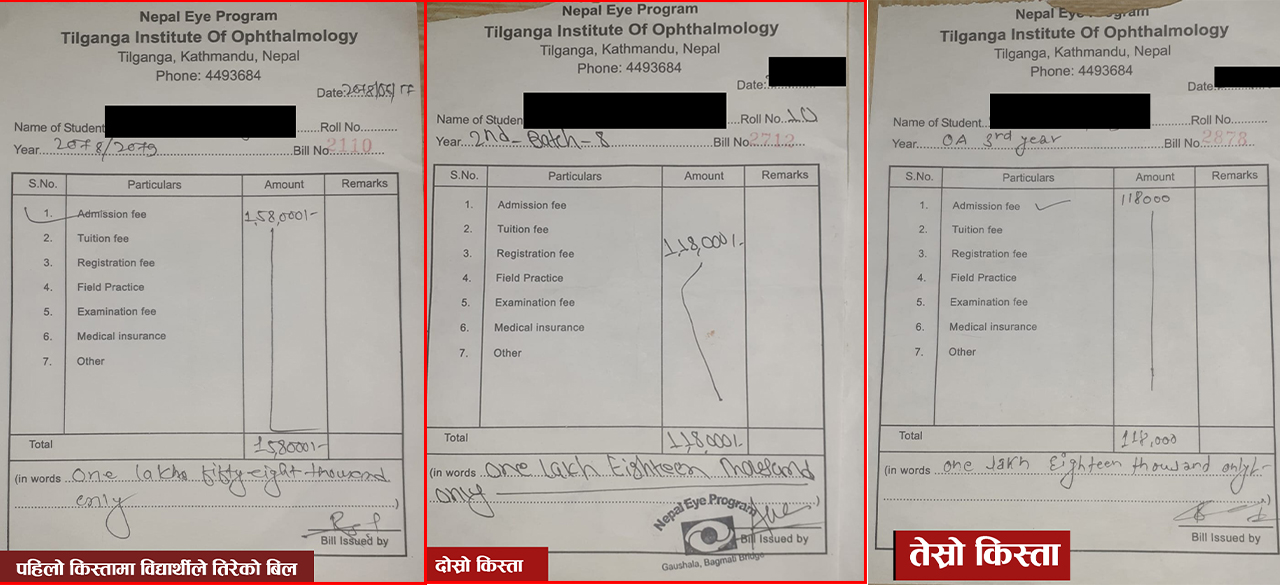 Nepal Eye Program
Tilganga Institute Of Ophthalmology
Tilganga, Kathmandu, Nepal
Phone: 4493684
Date:
Name of Student Roll No.
Year 2078/2079 Bill No. 2110
S.No. Particulars Amount Remarks
1. Admission fee 1,58,000/-
2. Tuition fee
3. Registration fee
4. Field Practice
5. Examination fee
6. Medical insurance
7. Other
Total 158000/-
(in words One lakhs fifty-eight thousand
only )
Bill Issued by
पहिलो किस्तामा विद्यार्थीले तिरेको बिल
Nepal Eye Program
Tilganga Institute Of Ophthalmology
Tilganga, Kathmandu, Nepal
Phone: 4493684
Date:
Name of Studen Roll No. 10
Year 2nd - Batch - 8 Bill No. 2712
S.No. Particulars Amount Remarks
1. Admission fee
2. Tuition fee
3. Registration fee 1,18,000/-
4. Field Practice
5. Examination fee
6. Medical insurance
7. Other
Total 118000/-
(in words One lakh Eighteen Thousand
only )
Nepal Eye Program
Bill Issued by
Gaushala, Bagmati Bridge
दोस्रो किस्ता
Nepal Eye Program
Tilganga Institute Of Ophthalmology
Tilganga, Kathmandu, Nepal
Phone: 4493684
Date
Name of Student Roll No.
Year OA 3rd year Bill No. 2878
S.No. Particulars Amount Remarks
1. Admission fee 118000
2. Tuition fee
3. Registration fee
4. Field Practice
5. Examination fee
6. Medical insurance
7. Other
Total 118,000
(in words one lakh Eighteen thousand only/-
)
Bill Issued by
तेस्रो किस्ता